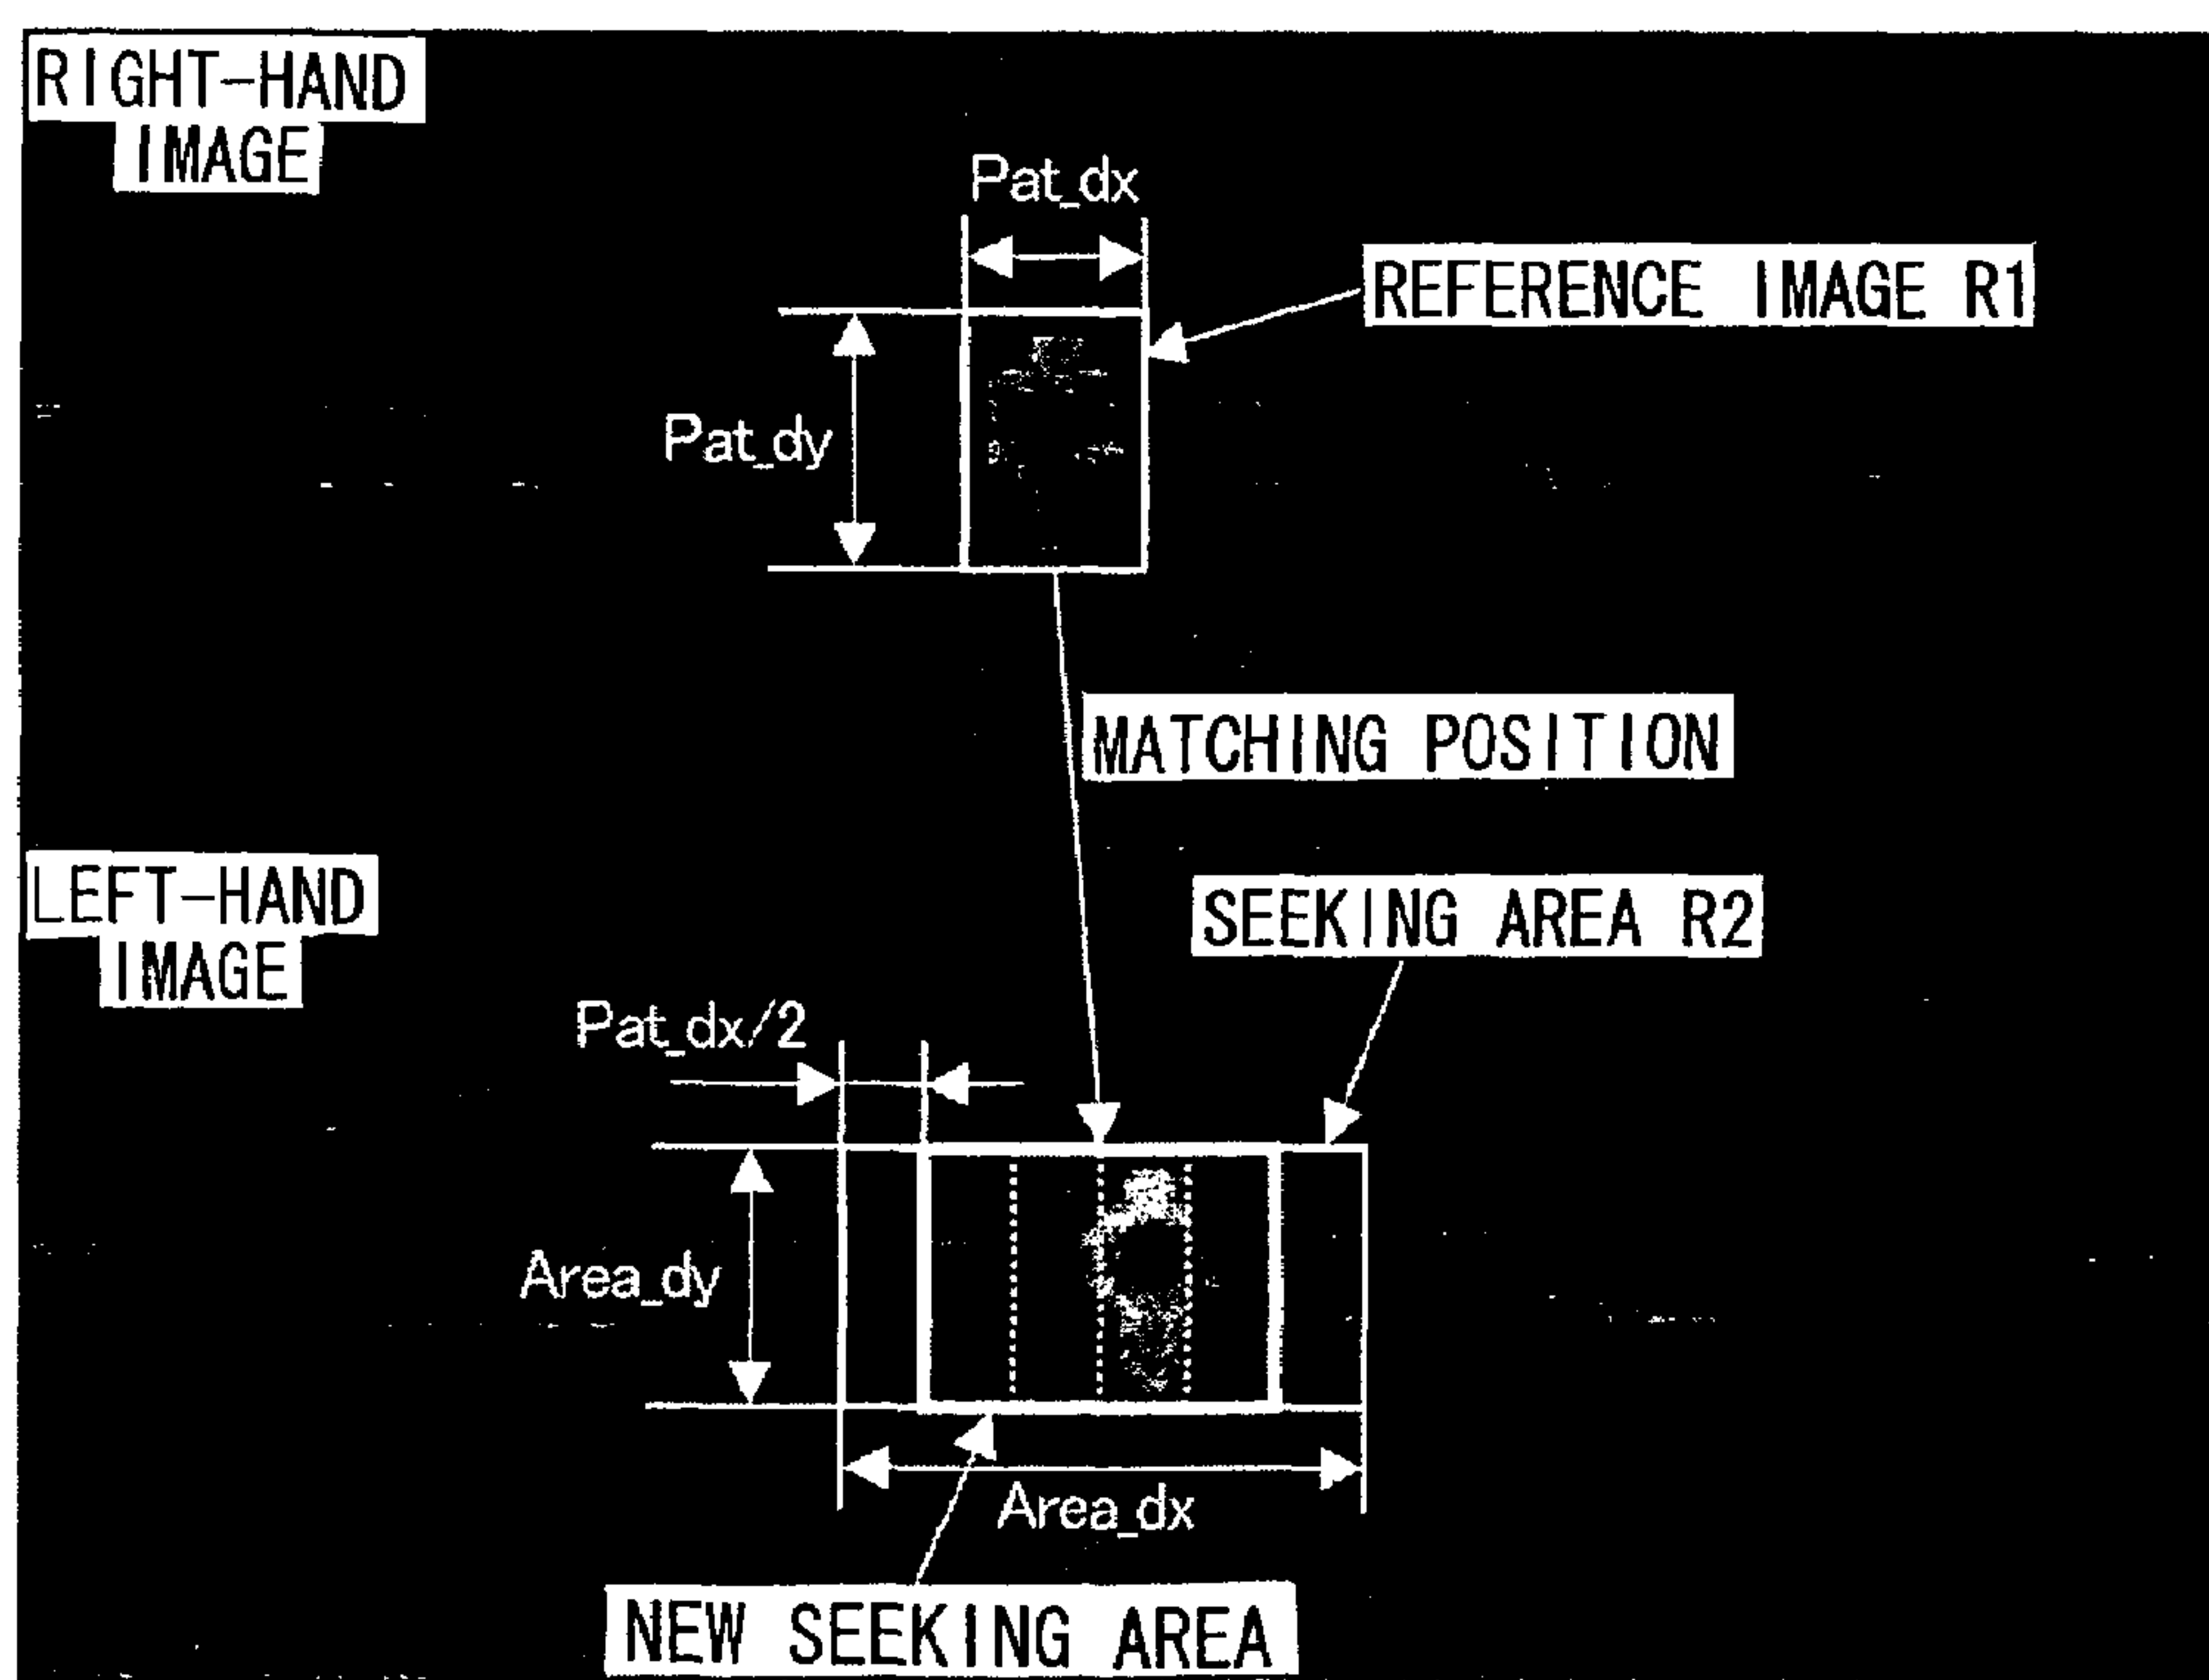 RIGHT-HAND
IMAGE
Pat_dx
REFERENCE IMAGE R1
Pat_dy
MATCHING POSITION
LEFT-HAND
IMAGE
SEEKING AREA R2
Pat_dx/2
Area_dy
Area_dx
NEW SEEKING AREA